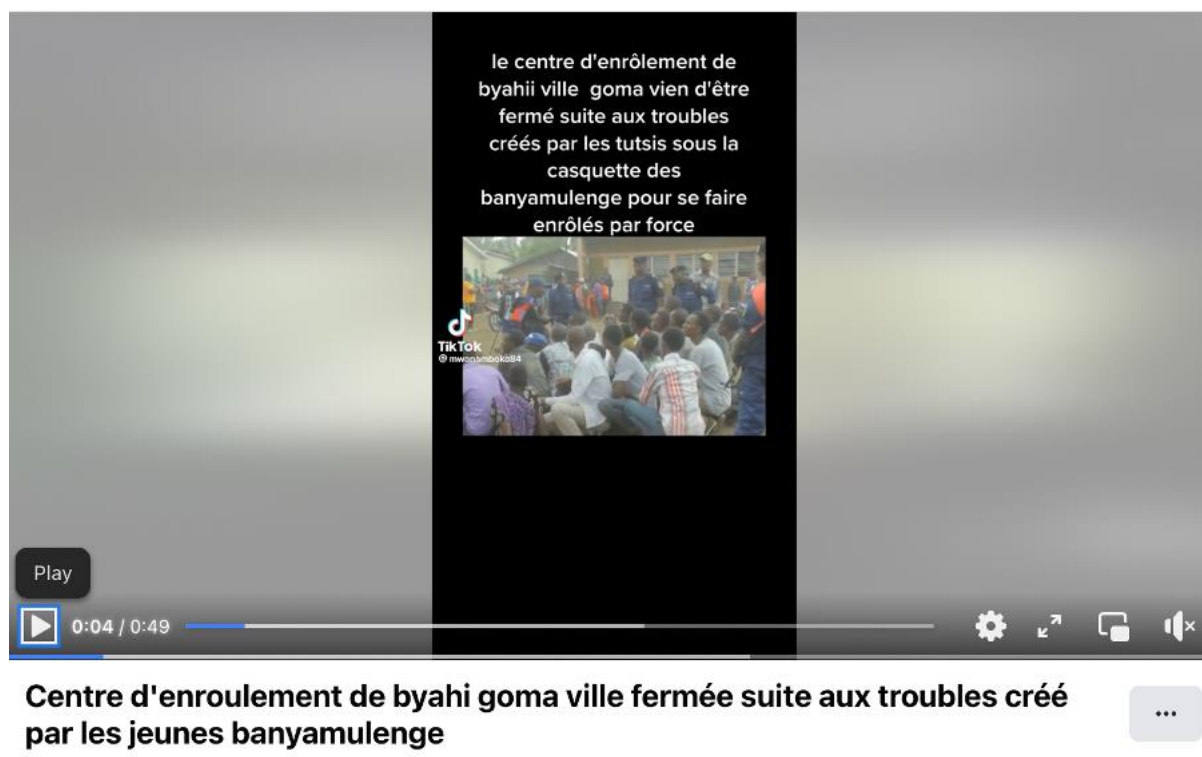 le centre d'enrôlement de
byahii ville goma vien d'être
fermé suite aux troubles
créés par les tutsis sous la
casquette des
banyamulenge pour se faire
enrôlés par force
TikTok
@mwanamboka84
Play
0:04 / 0:49
Centre d'enroulement de byahi goma ville fermée suite aux troubles créé
par les jeunes banyamulenge